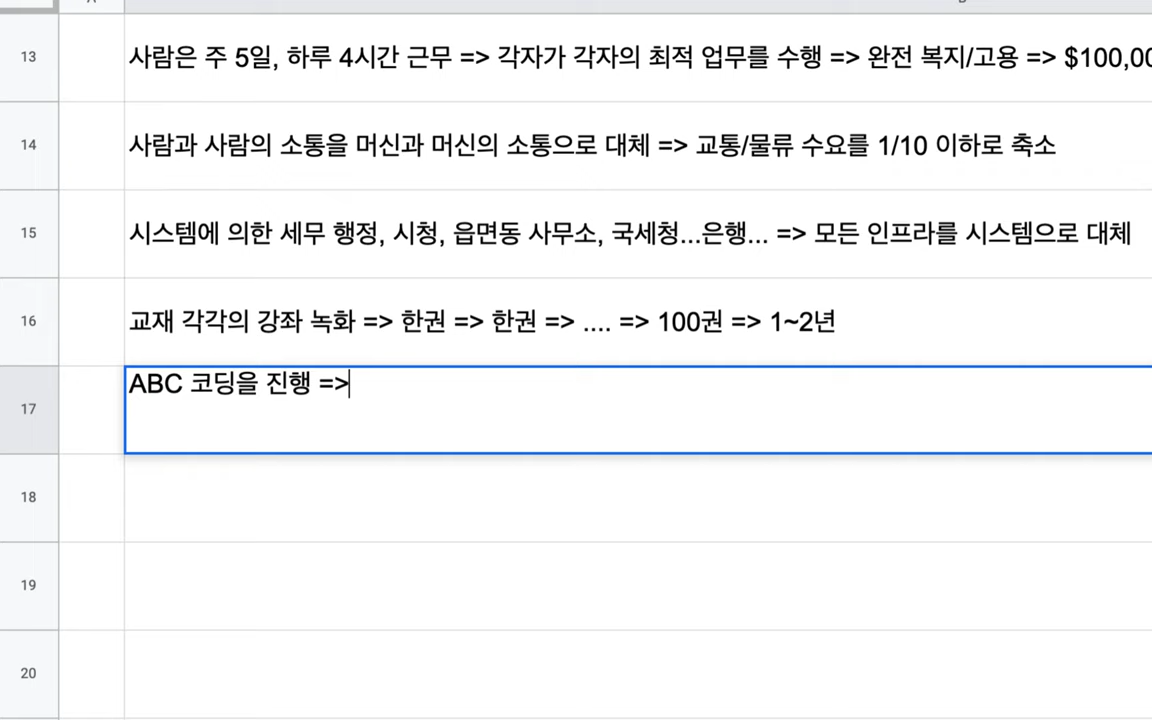 13
사람은 주 5일, 하루 4시간 근무 => 각자가 각자의 최적 업무를 수행 => 완전 복지/고용 => $100,00
14
사람과 사람의 소통을 머신과 머신의 소통으로 대체 => 교통/물류 수요를 1/10 이하로 축소
15
시스템에 의한 세무 행정, 시청, 읍면동 사무소, 국세청...은행... => 모든 인프라를 시스템으로 대체
16
교재 각각의 강좌 녹화 => 한권 => 한권 => .... => 100권 => 1~2년
17
ABC 코딩을 진행 =>
18
19
20